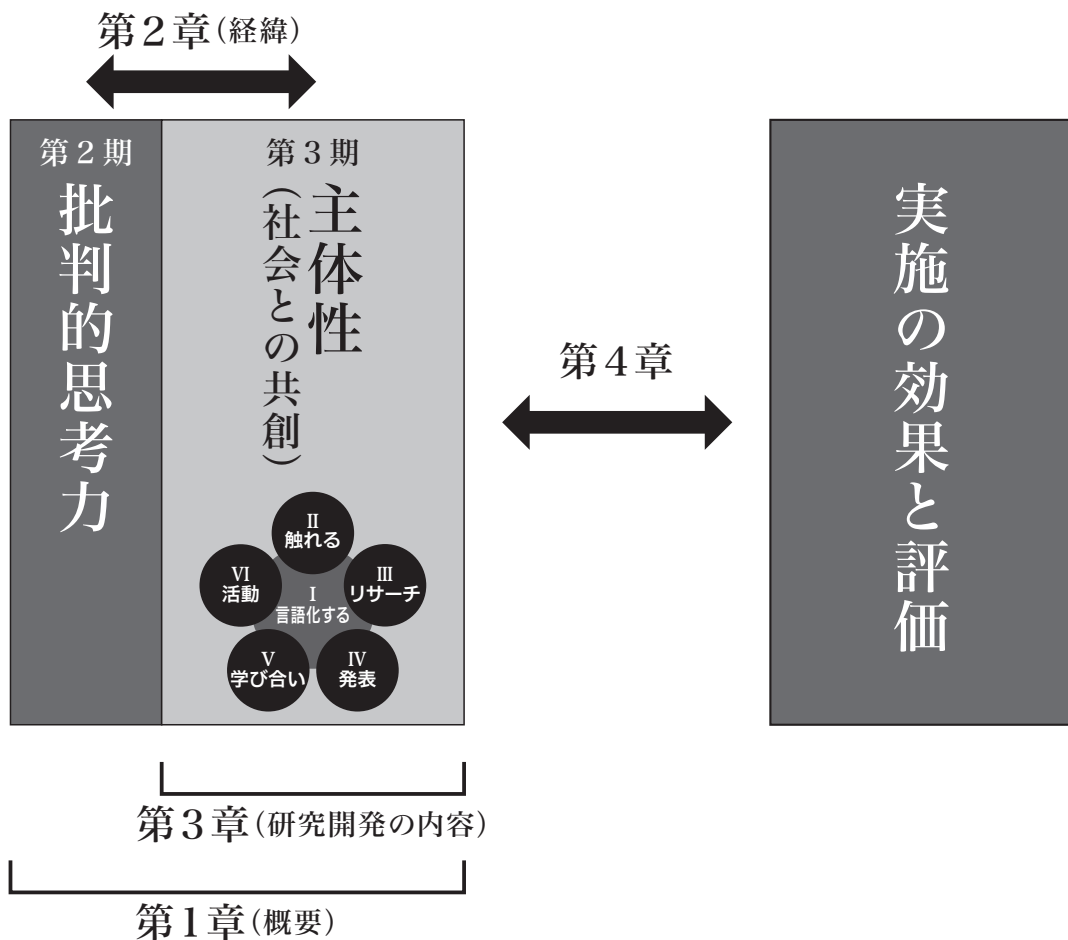 第2章(経緯)
第2期
批判的思考力
第3期
主体性
(社会との共創)
Ⅱ
触れる
Ⅲ
リサーチ
Ⅵ
活動
Ⅰ
言語化する
Ⅴ
学び合い
Ⅳ
発表
第4章
実施の効果と評価
第3章(研究開発の内容)
第1章(概要)